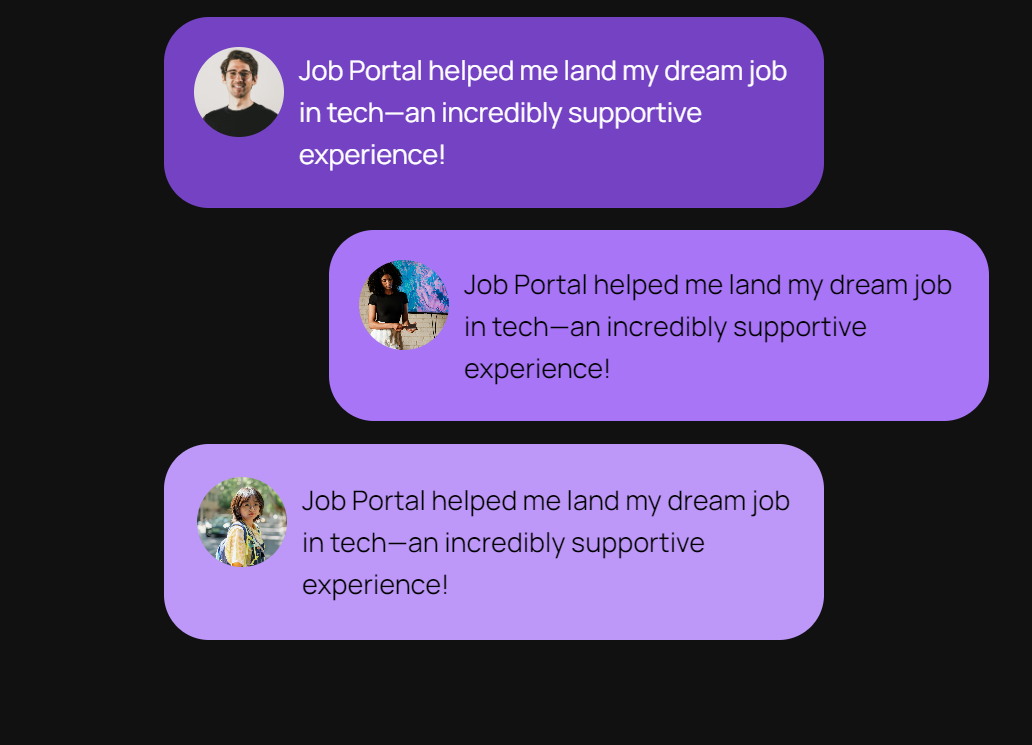 Job Portal helped me land my dream job
in tech—an incredibly supportive
experience!
Job Portal helped me land my dream job
in tech—an incredibly supportive
experience!
Job Portal helped me land my dream job
in tech—an incredibly supportive
experience!